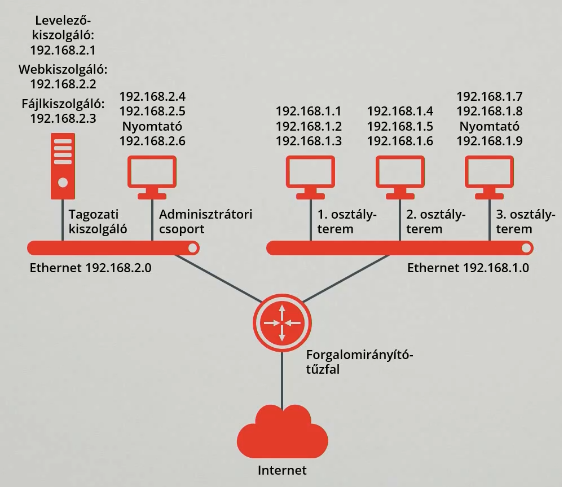 Levelező-
kiszolgáló:
192.168.2.1
Webkiszolgáló:
192.168.2.2
Fájlkiszolgáló:
192.168.2.3
192.168.2.4
192.168.2.5
Nyomtató
192.168.2.6
192.168.1.1
192.168.1.2
192.168.1.3
192.168.1.4
192.168.1.5
192.168.1.6
192.168.1.7
192.168.1.8
Nyomtató
192.168.1.9
Tagozati
kiszolgáló
Adminisztrátori
csoport
1. osztály-
terem
2. osztály-
terem
3. osztály-
terem
Ethernet 192.168.2.0
Ethernet 192.168.1.0
Forgalomirányító-
tűzfal
Internet